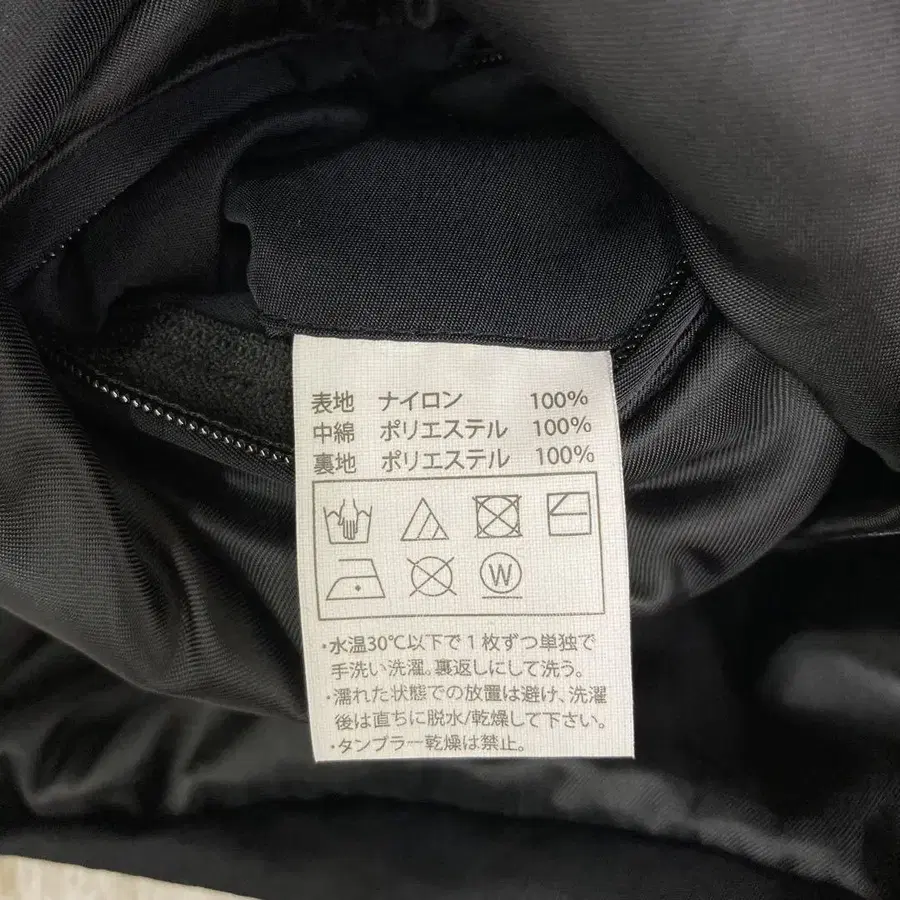 表地 ナイロン 100%
中綿 ポリエステル 100%
裏地 ポリエステル 100%
W
・水温30℃以下で1枚ずつ単独で
手洗い洗濯。裏返しにして洗う。
・濡れた状態での放置は避け、洗濯
後は直ちに脱水/乾燥して下さい。
・タンブラー乾燥は禁止。